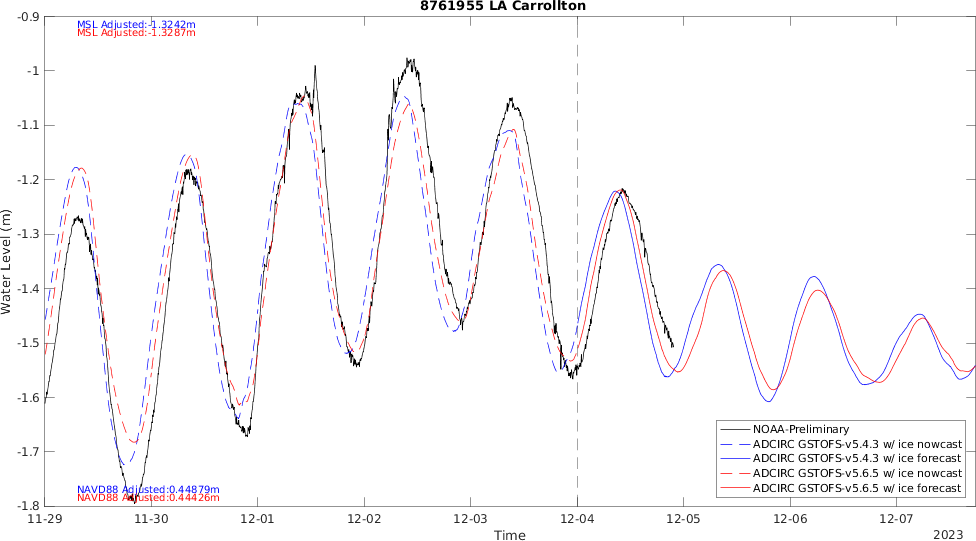 8761955 LA Carrollton
-0.9
MSL Adjusted:-1.3242m
MSL Adjusted:-1.3287m
-1
-1.1
-1.2
-1.3
-1.4
-1.5
-1.6
-1.7
-1.8
Water Level (m)
NOAA-Preliminary
ADCIRC GSTOFS-v5.4.3 w/ ice nowcast
ADCIRC GSTOFS-v5.4.3 w/ ice forecast
ADCIRC GSTOFS-v5.6.5 w/ ice nowcast
ADCIRC GSTOFS-v5.6.5 w/ ice forecast
NAVD88 Adjusted:0.44879m
NAVD88 Adjusted:0.44426m
11-29 11-30 12-01 12-02 12-03 12-04 12-05 12-06 12-07
Time
2023